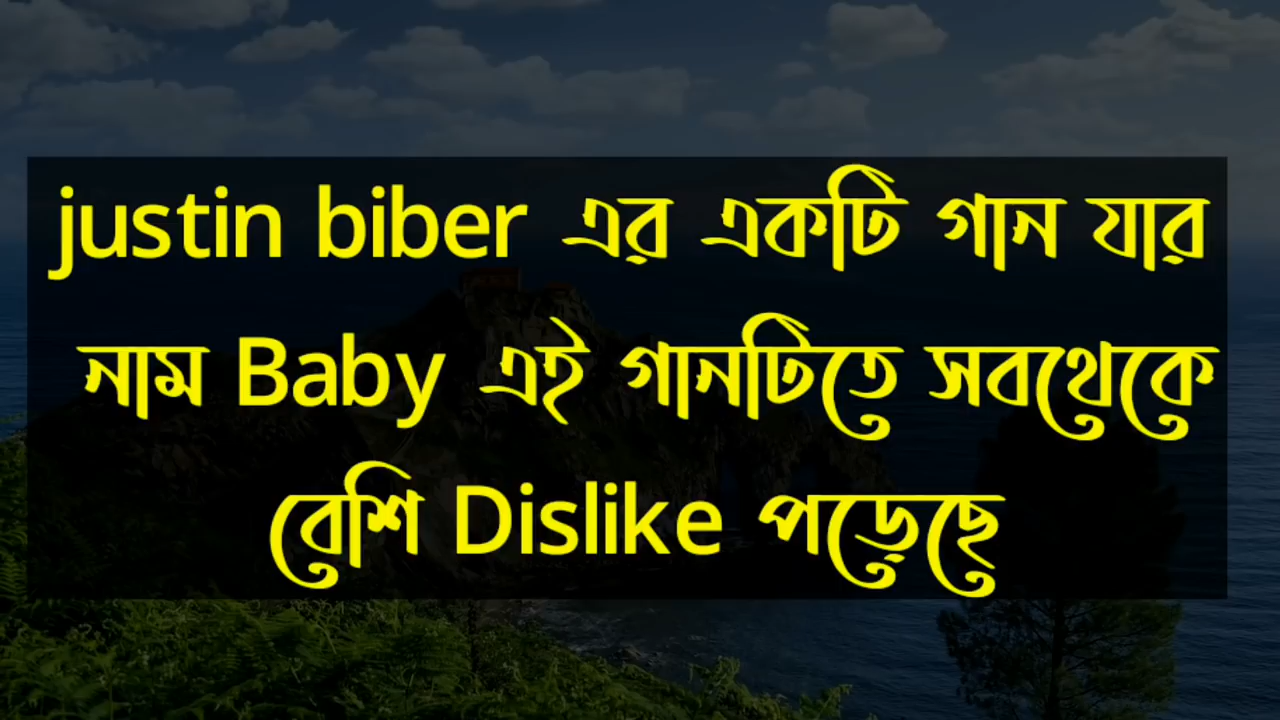 justin biber এর একটি গান যার
নাম Baby এই গানটিতে সবথেকে
বেশি Dislike পড়েছে